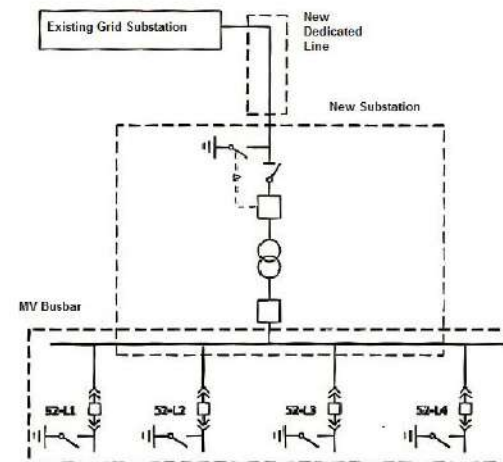 Existing Grid Substation
New
Dedicated
Line
New Substation
MV Busbar
52-L1
52-L2
52-L3
52-L4